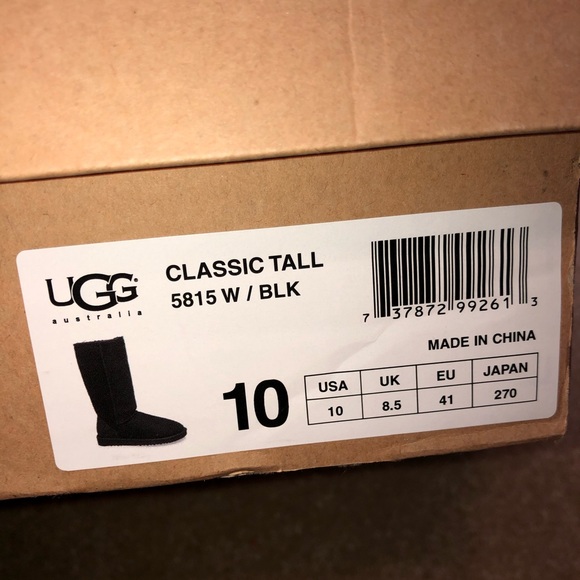 UGG
australia
CLASSIC TALL
5815 W / BLK
7 37872 99261 3
MADE IN CHINA
10
USA UK EU JAPAN
10 8.5 41 270